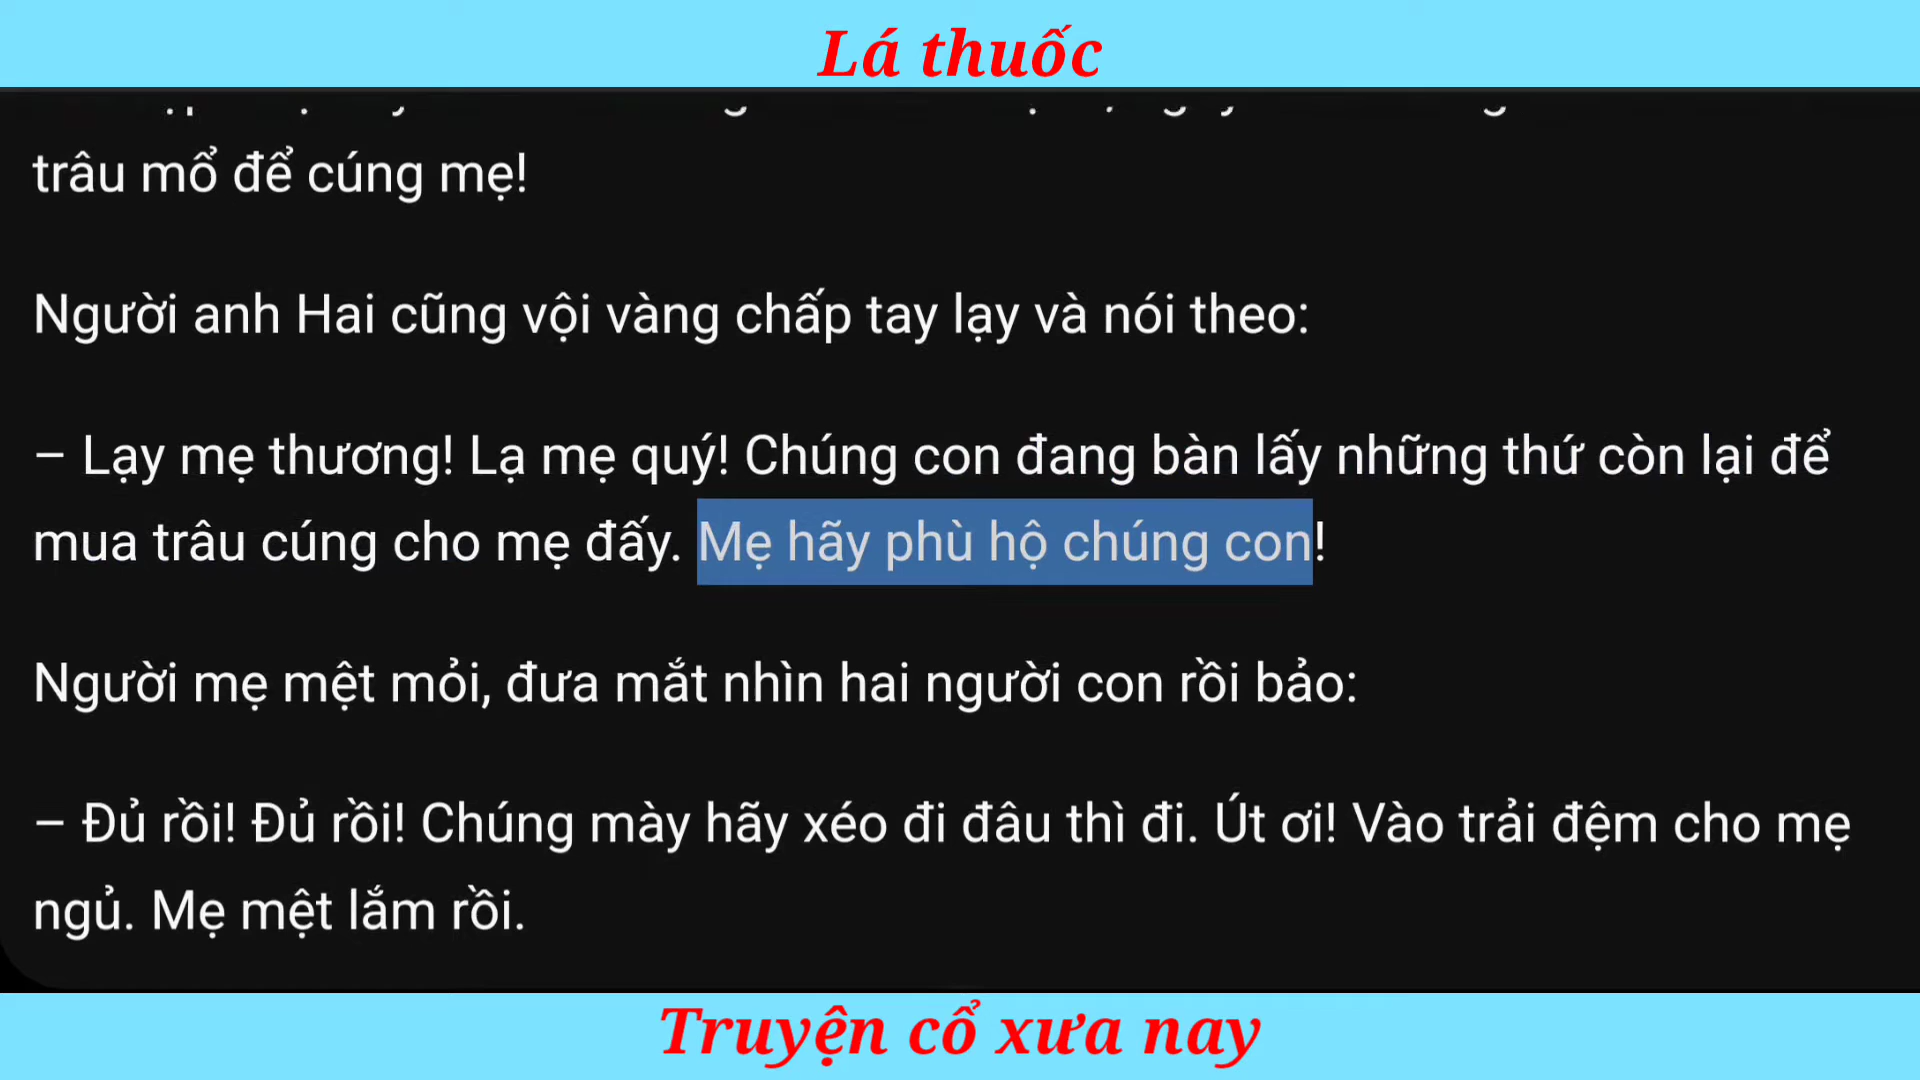 Lá thuốc
trâu mổ để cúng mẹ!
Người anh Hai cũng vội vàng chấp tay lạy và nói theo:
– Lạy mẹ thương! Lạ mẹ quý! Chúng con đang bàn lấy những thứ còn lại để
mua trâu cúng cho mẹ đấy. Mẹ hãy phù hộ chúng con!
Người mẹ mệt mỏi, đưa mắt nhìn hai người con rồi bảo:
– Đủ rồi! Đủ rồi! Chúng mày hãy xéo đi đâu thì đi. Út ơi! Vào trải đệm cho mẹ
ngủ. Mẹ mệt lắm rồi.
Truyện cổ xưa nay